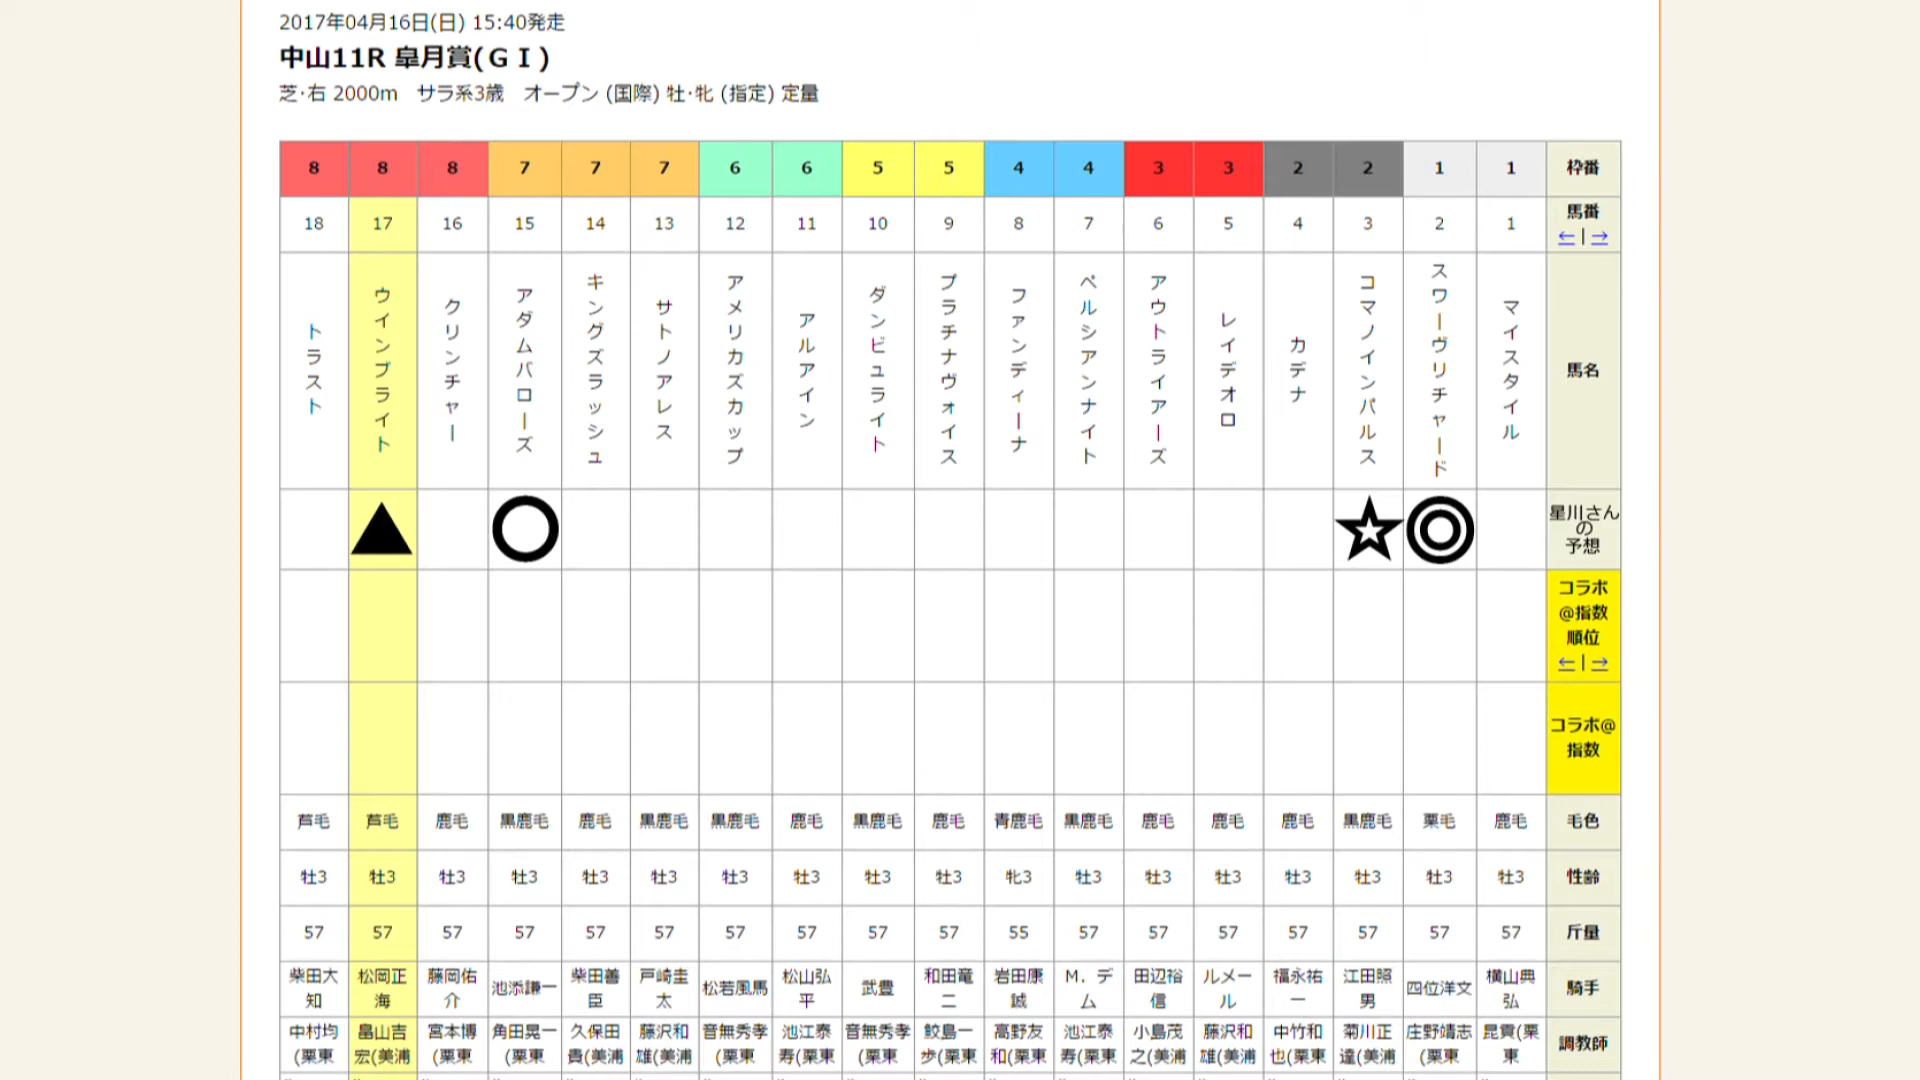 2017年04月16日(日) 15:40発走
中山11R 皐月賞(ＧＩ)
芝･右 2000m サラ系3歳 オープン (国際) 牡･牝 (指定) 定量
8 8 8 7 7 7 6 6 5 5 4 4 3 3 2 2 1 1 枠番
18 17 16 15 14 13 12 11 10 9 8 7 6 5 4 3 2 1 馬番
←|→
トラスト
ウインブライト
クリンチャー
アダムバローズ
キングズラッシュ
サトノアレス
アメリカズカップ
アルアイン
ダンビュライト
プラチナヴォイス
ファンディーナ
ペルシアンナイト
アウトライアーズ
レイデオロ
カデナ
コマノインパルス
スワーヴリチャード
マイスタイル
馬名
▲ ○ ☆ ◎ 星川さん
の
予想
コラボ
@指数
順位
←|→
コラボ@
指数
芦毛 芦毛 鹿毛 黒鹿毛 鹿毛 黒鹿毛 黒鹿毛 鹿毛 黒鹿毛 鹿毛 青鹿毛 黒鹿毛 鹿毛 鹿毛 鹿毛 黒鹿毛 栗毛 鹿毛 毛色
牡3 牡3 牡3 牡3 牡3 牡3 牡3 牡3 牡3 牡3 牝3 牡3 牡3 牡3 牡3 牡3 牡3 牡3 性齢
57 57 57 57 57 57 57 57 57 57 55 57 57 57 57 57 57 57 斤量
柴田大知 松岡正海 藤岡佑介 池添謙一 柴田善臣 戸崎圭太 松若風馬 松山弘平 武豊 和田竜二 岩田康誠 Ｍ．デム 田辺裕信 ルメール 福永祐一 江田照男 四位洋文 横山典弘 騎手
中村均(栗東 畠山吉宏(美浦 宮本博(栗東 角田晃一(栗東 久保田貴(美浦 藤沢和雄(美浦 音無秀孝(栗東 池江泰寿(栗東 音無秀孝(栗東 鮫島一歩(栗東 高野友和(栗東 池江泰寿(栗東 小島茂之(美浦 藤沢和雄(美浦 中竹和也(栗東 菊川正達(美浦 庄野靖志(栗東 昆貢(栗東 調教師